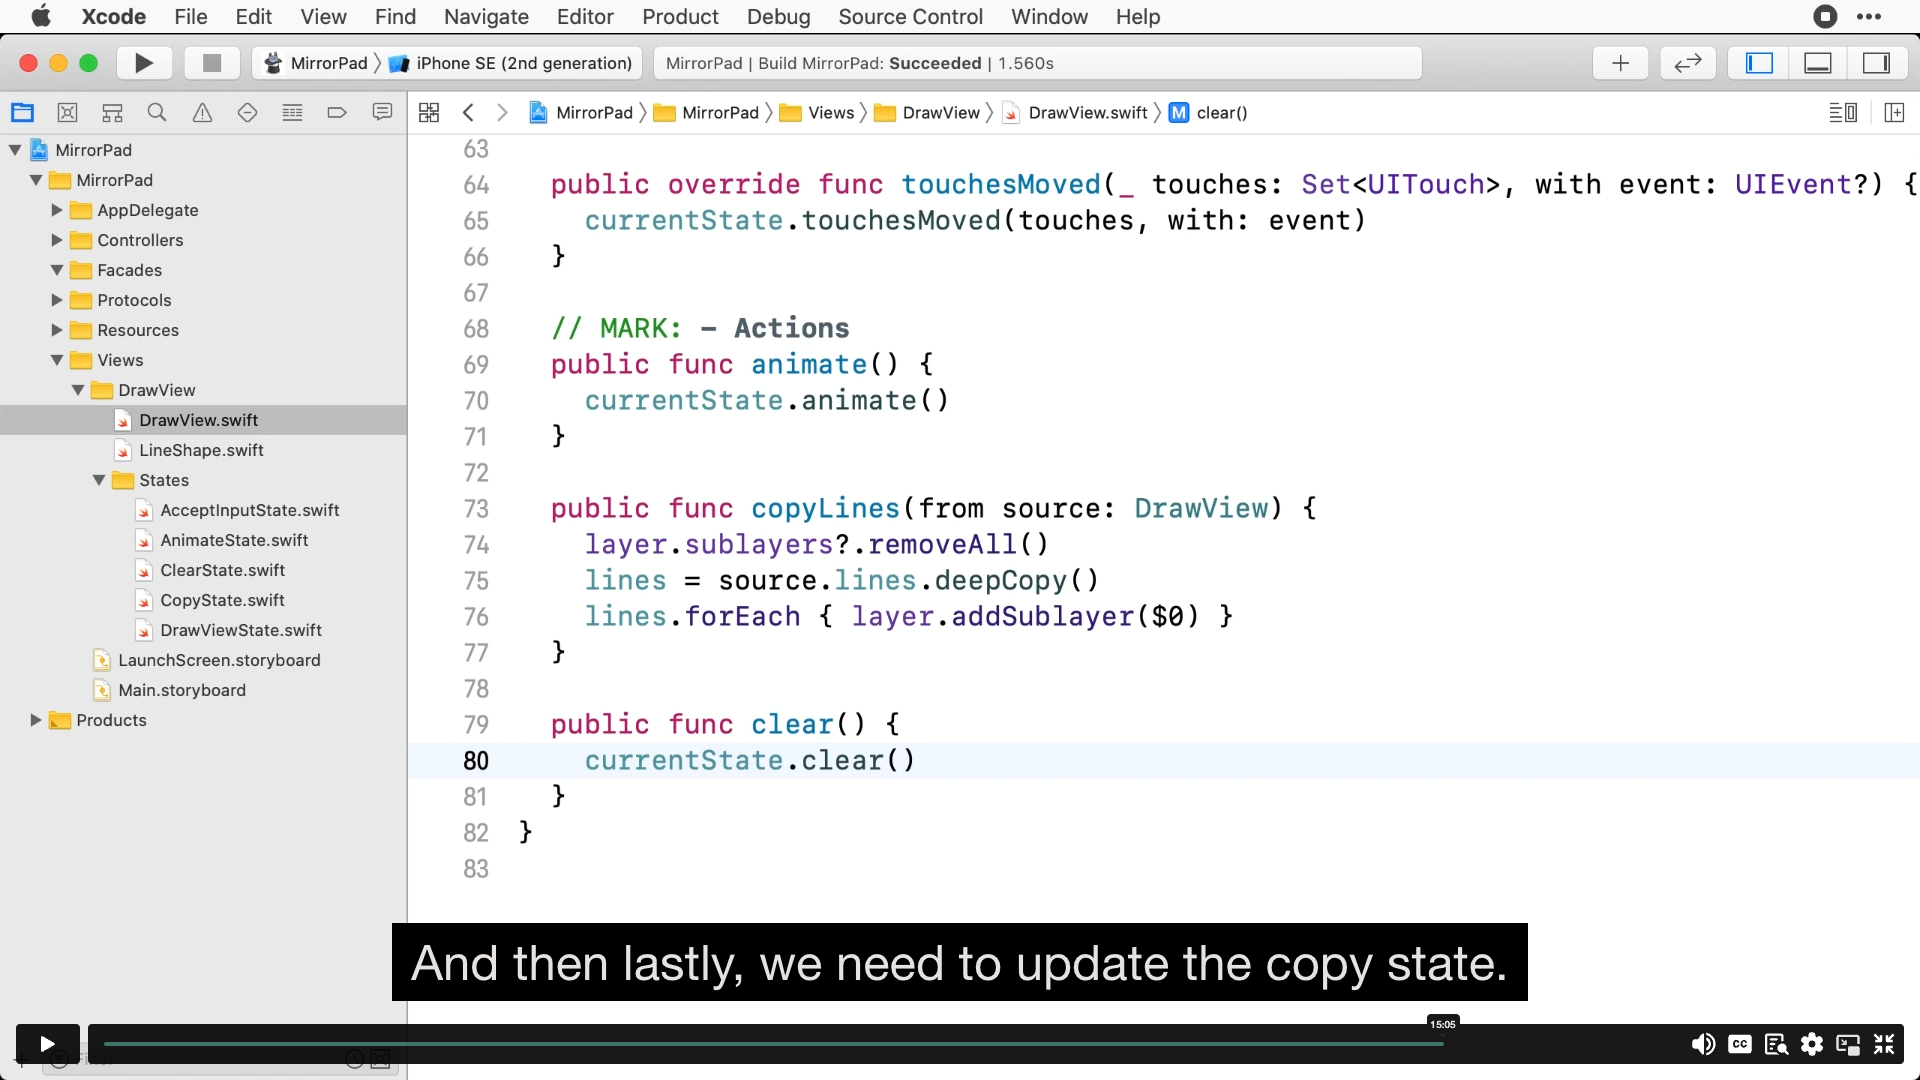 Xcode File Edit View Find Navigate Editor Product Debug Source Control Window Help
MirrorPad iPhone SE (2nd generation) MirrorPad | Build MirrorPad: Succeeded | 1.560s
MirrorPad MirrorPad Views DrawView DrawView.swift M clear()
MirrorPad
MirrorPad
AppDelegate
Controllers
Facades
Protocols
Resources
Views
DrawView
DrawView.swift
LineShape.swift
States
AcceptInputState.swift
AnimateState.swift
ClearState.swift
CopyState.swift
DrawViewState.swift
LaunchScreen.storyboard
Main.storyboard
Products
63
64 public override func touchesMoved(_ touches: Set<UITouch>, with event: UIEvent?) {
65 currentState.touchesMoved(touches, with: event)
66 }
67
68 // MARK: - Actions
69 public func animate() {
70 currentState.animate()
71 }
72
73 public func copyLines(from source: DrawView) {
74 layer.sublayers?.removeAll()
75 lines = source.lines.deepCopy()
76 lines.forEach { layer.addSublayer($0) }
77 }
78
79 public func clear() {
80 currentState.clear()
81 }
82 }
83
And then lastly, we need to update the copy state.
15:05
CC
Filter